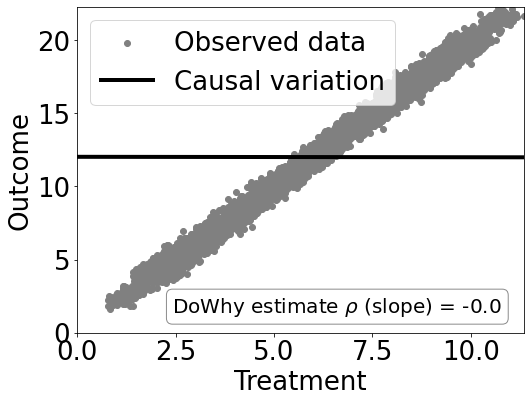 Observed data
Causal variation
20
15
10
5
0
Outcome
DoWhy estimate ρ (slope) = -0.0
0.0 2.5 5.0 7.5 10.0
Treatment